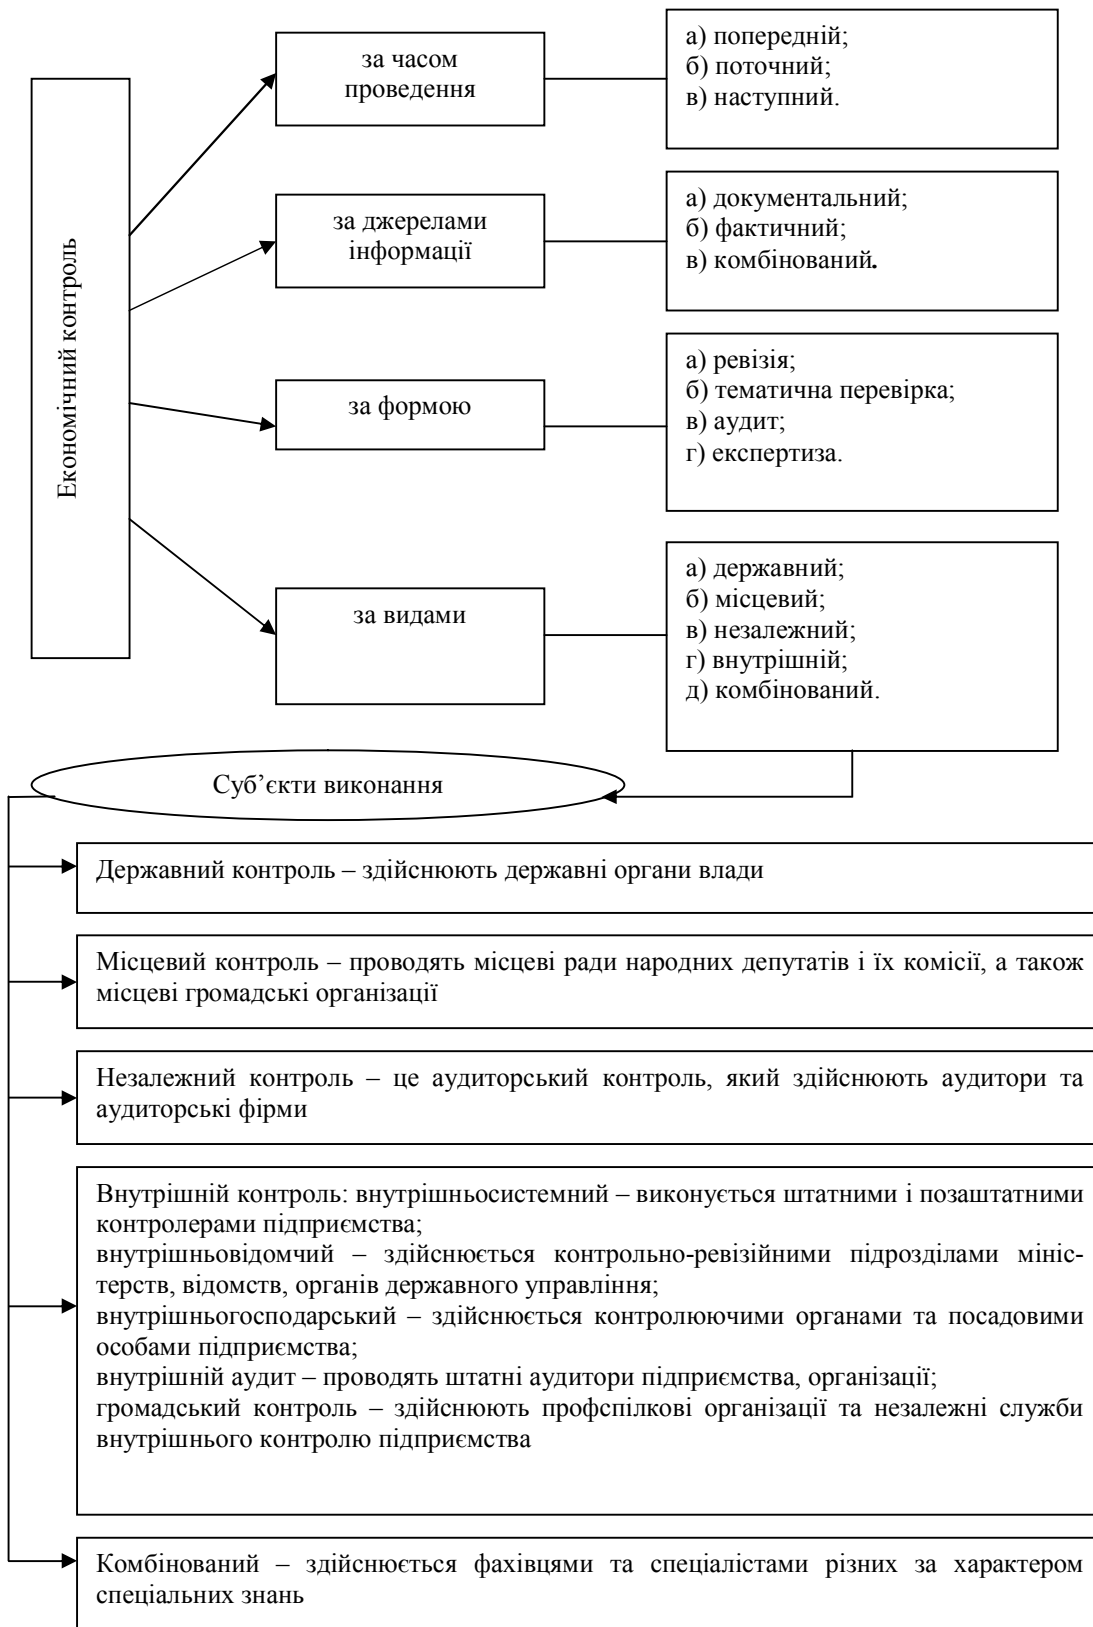 Економічний контроль
за часом
проведення
а) попередній;
б) поточний;
в) наступний.
за джерелами
інформації
а) документальний;
б) фактичний;
в) комбінований.
за формою
а) ревізія;
б) тематична перевірка;
в) аудит;
г) експертиза.
за видами
а) державний;
б) місцевий;
в) незалежний;
г) внутрішній;
д) комбінований.
Суб’єкти виконання
Державний контроль – здійснюють державні органи влади
Місцевий контроль – проводять місцеві ради народних депутатів і їх комісії, а також
місцеві громадські організації
Незалежний контроль – це аудиторський контроль, який здійснюють аудитори та
аудиторські фірми
Внутрішній контроль: внутрішньосистемний – виконується штатними і позаштатними
контролерами підприємства;
внутрішньовідомчий – здійснюється контрольно-ревізійними підрозділами мініс-
терств, відомств, органів державного управління;
внутрішньогосподарський – здійснюється контролюючими органами та посадовими
особами підприємства;
внутрішній аудит – проводять штатні аудитори підприємства, організації;
громадський контроль – здійснюють профспілкові організації та незалежні служби
внутрішнього контролю підприємства
Комбінований – здійснюється фахівцями та спеціалістами різних за характером
спеціальних знань